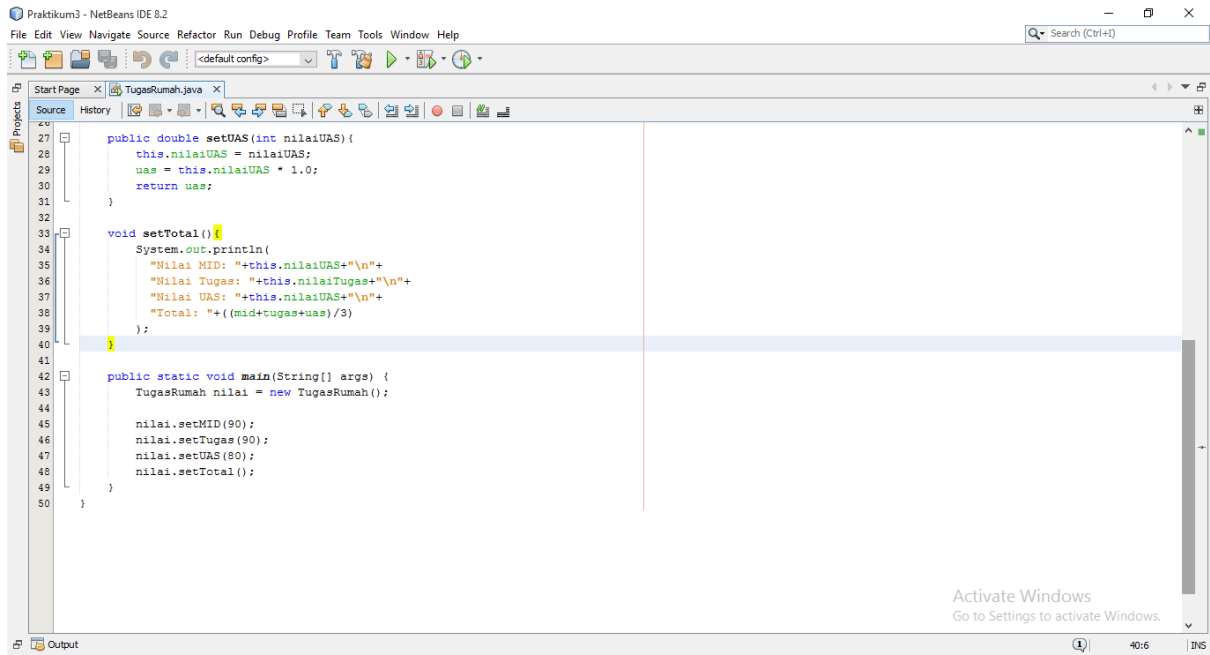 Praktikum3 - NetBeans IDE 8.2
File Edit View Navigate Source Refactor Run Debug Profile Team Tools Window Help
Search (Ctrl+I)
<default config>
Start Page TugasRumah.java
Projects
Source History
26
27 public double setUAS(int nilaiUAS){
28 this.nilaiUAS = nilaiUAS;
29 uas = this.nilaiUAS * 1.0;
30 return uas;
31 }
32
33 void setTotal(){
34 System.out.println(
35 "Nilai MID: "+this.nilaiUAS+"\n"+
36 "Nilai Tugas: "+this.nilaiTugas+"\n"+
37 "Nilai UAS: "+this.nilaiUAS+"\n"+
38 "Total: "+((mid+tugas+uas)/3)
39 );
40 }
41
42 public static void main(String[] args) {
43 TugasRumah nilai = new TugasRumah();
44
45 nilai.setMID(90);
46 nilai.setTugas(90);
47 nilai.setUAS(80);
48 nilai.setTotal();
49 }
50 }
Activate Windows
Go to Settings to activate Windows.
Output
1 40:6 INS